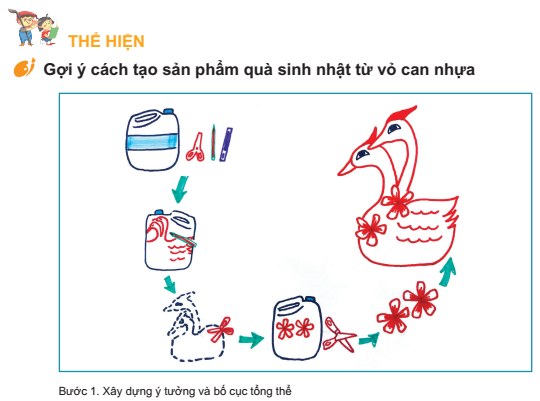 THỂ HIỆN
Gợi ý cách tạo sản phẩm quà sinh nhật từ vỏ can nhựa
Bước 1. Xây dựng ý tưởng và bố cục tổng thể